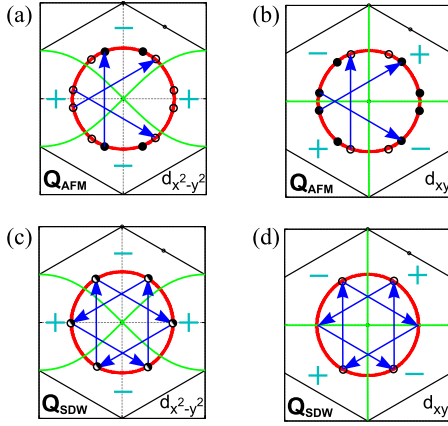 (a)
−
+ +
−
Q_AFM d_x²-y²
(b)
− +
+ −
Q_AFM d_xy
(c)
−
+ +
−
Q_SDW d_x²-y²
(d)
− +
+ −
Q_SDW d_xy